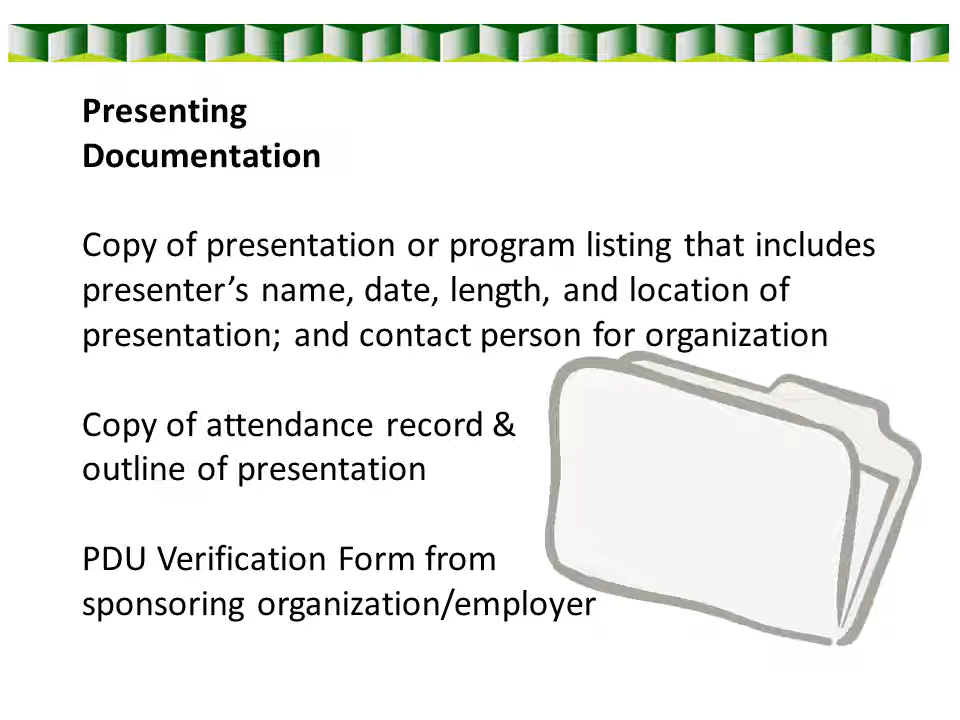 Presenting
Documentation
Copy of presentation or program listing that includes
presenter’s name, date, length, and location of
presentation; and contact person for organization
Copy of attendance record &
outline of presentation
PDU Verification Form from
sponsoring organization/employer